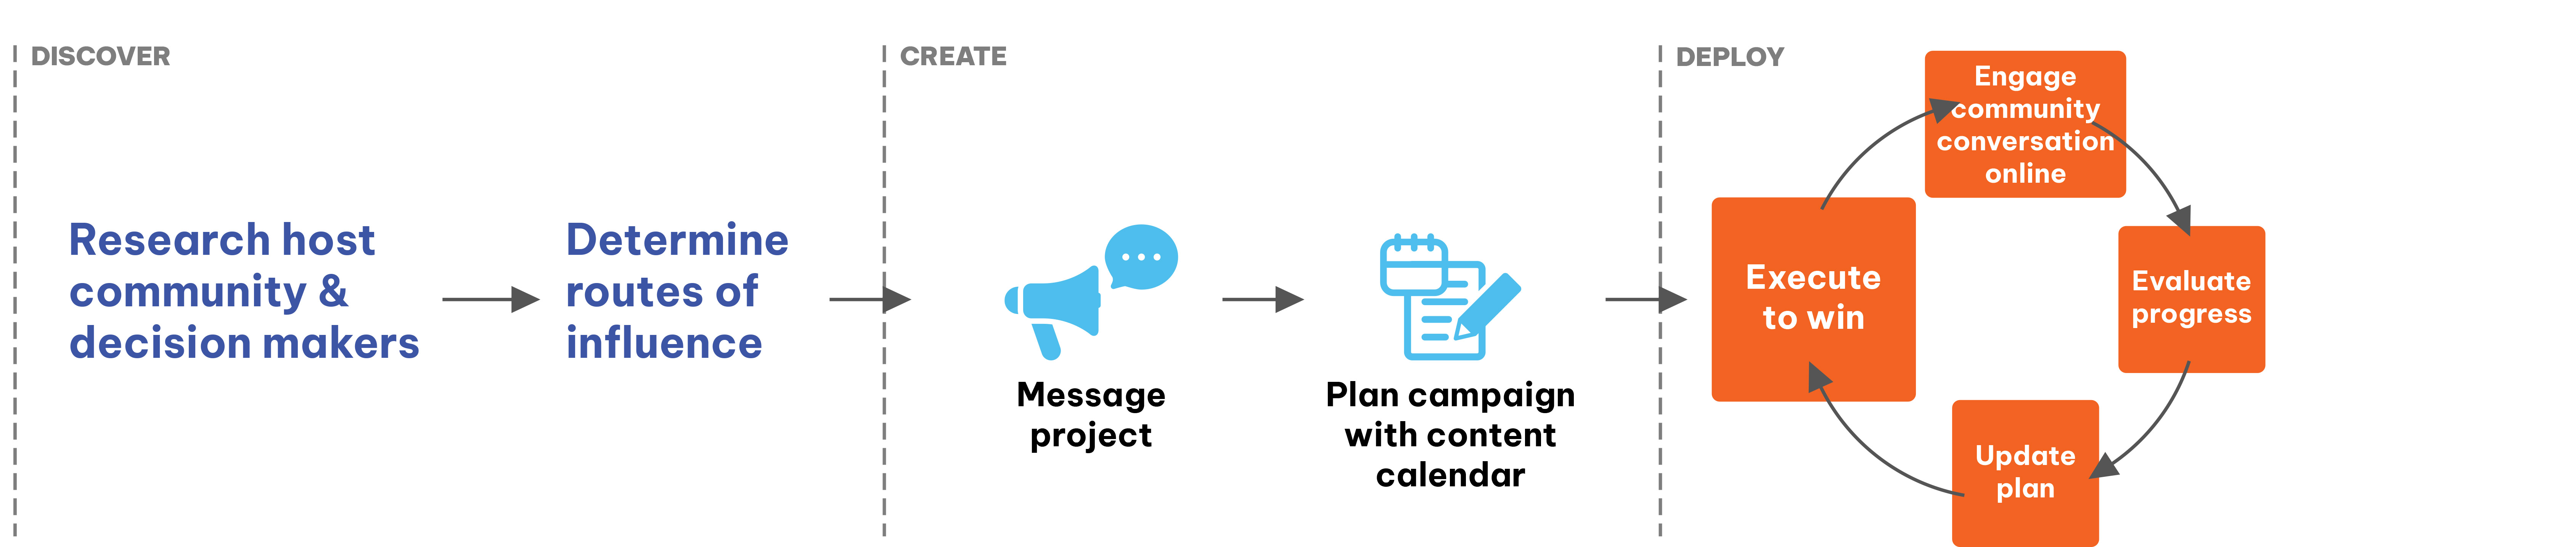 DISCOVER
Research host
community &
decision makers
Determine
routes of
influence
CREATE
Message
project
Plan campaign
with content
calendar
DEPLOY
Execute
to win
Engage
community
conversation
online
Evaluate
progress
Update
plan